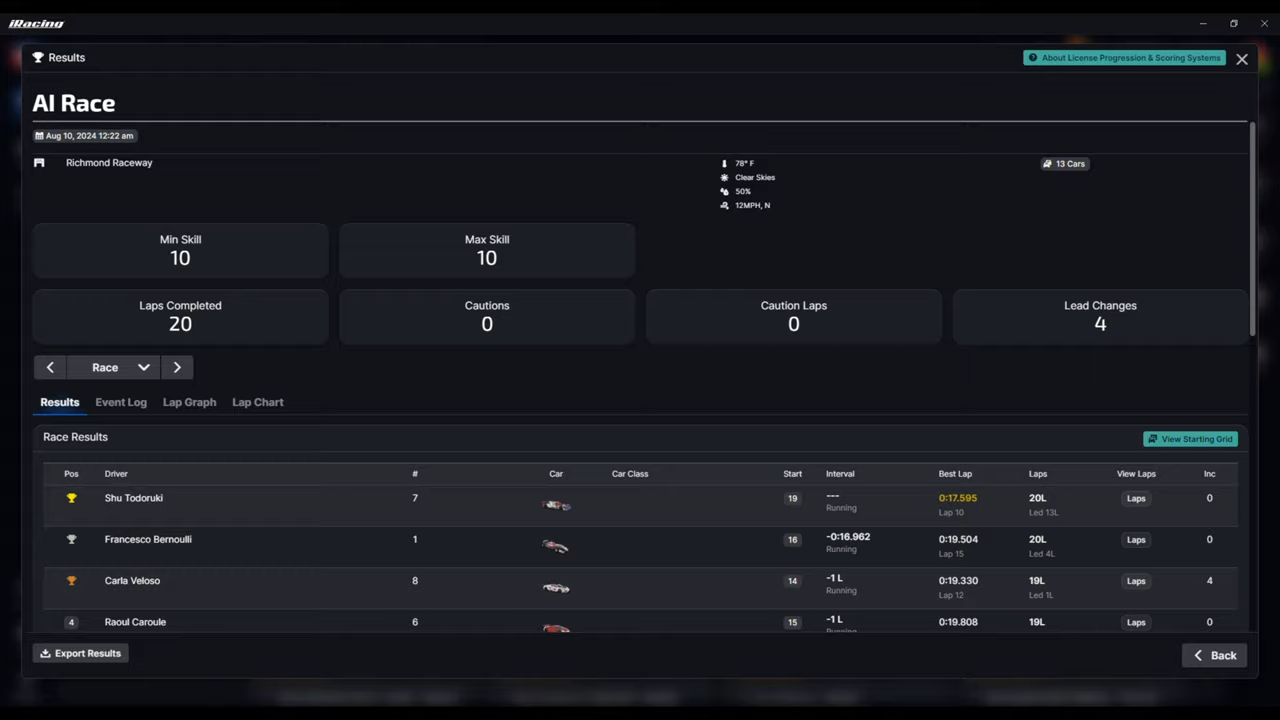 iRacing
Results
About License Progression & Scoring Systems
AI Race
Aug 10, 2024 12:22 am
Richmond Raceway
78° F
13 Cars
Clear Skies
50%
12MPH, N
Min Skill
10
Max Skill
10
Laps Completed
20
Cautions
0
Caution Laps
0
Lead Changes
4
Race
Results Event Log Lap Graph Lap Chart
Race Results
View Starting Grid
Pos Driver # Car Car Class Start Interval Best Lap Laps View Laps Inc
Shu Todoruki 7 19 --- 0:17.595 20L Laps 0
Running Lap 10 Led 13L
Francesco Bernoulli 1 16 -0:16.962 0:19.504 20L Laps 0
Running Lap 15 Led 4L
Carla Veloso 8 14 -1 L 0:19.330 19L Laps 4
Running Lap 12 Led 1L
4 Raoul Caroule 6 15 -1 L 0:19.808 19L Laps 0
Running
Export Results
Back